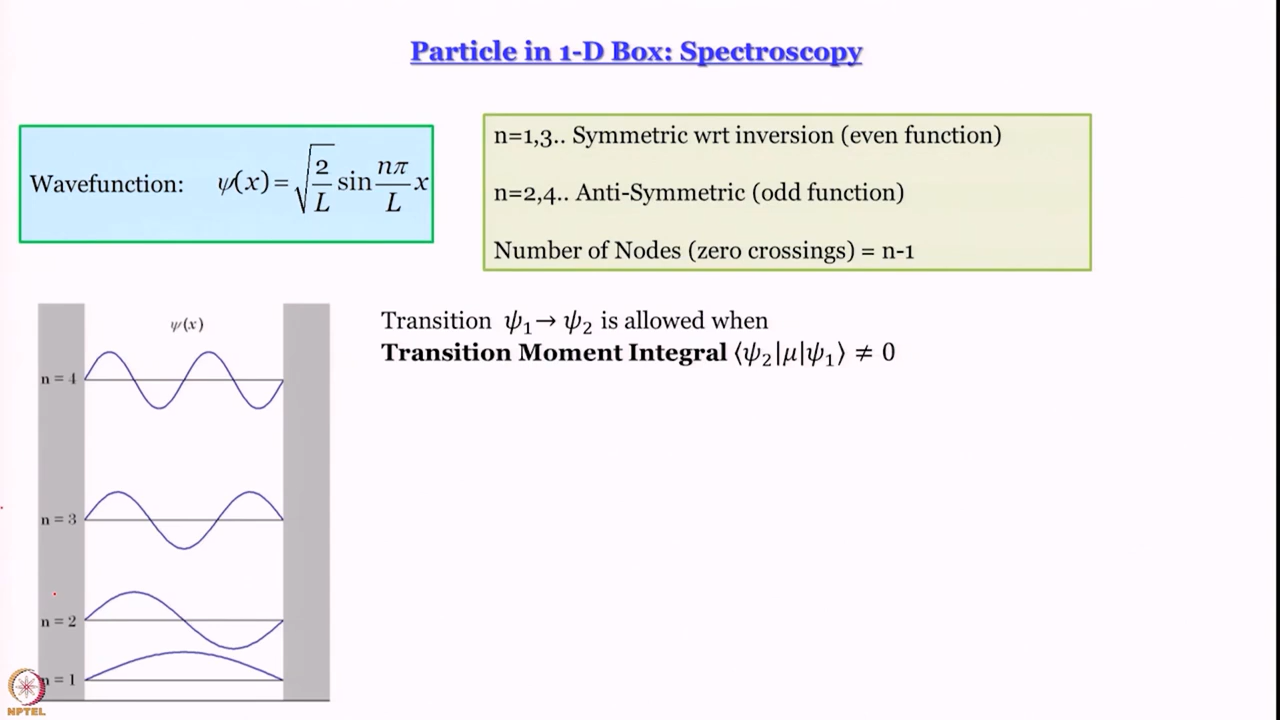 Particle in 1-D Box: Spectroscopy
Wavefunction: ψ(x) = √(2/L) sin (nπ/L) x
n=1,3.. Symmetric wrt inversion (even function)
n=2,4.. Anti-Symmetric (odd function)
Number of Nodes (zero crossings) = n-1
Transition ψ₁→ ψ₂ is allowed when
Transition Moment Integral ⟨ψ₂|μ|ψ₁⟩ ≠ 0
ψ(x)
n = 4
n = 3
n = 2
n = 1
NPTEL